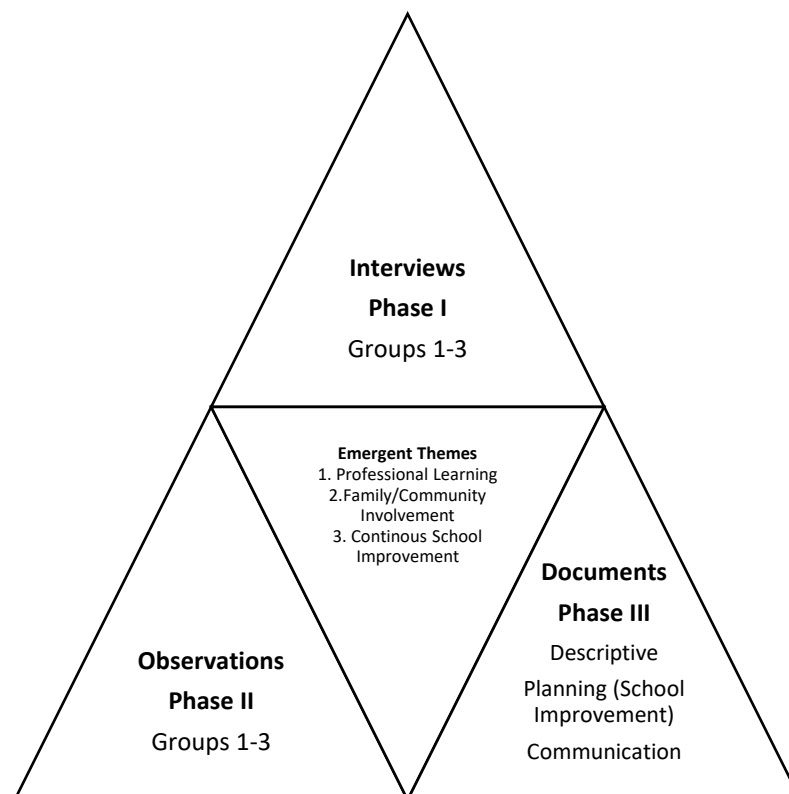 Interviews
Phase I
Groups 1-3
Emergent Themes
1. Professional Learning
2.Family/Community
Involvement
3. Continous School
Improvement
Observations
Phase II
Groups 1-3
Documents
Phase III
Descriptive
Planning (School
Improvement)
Communication